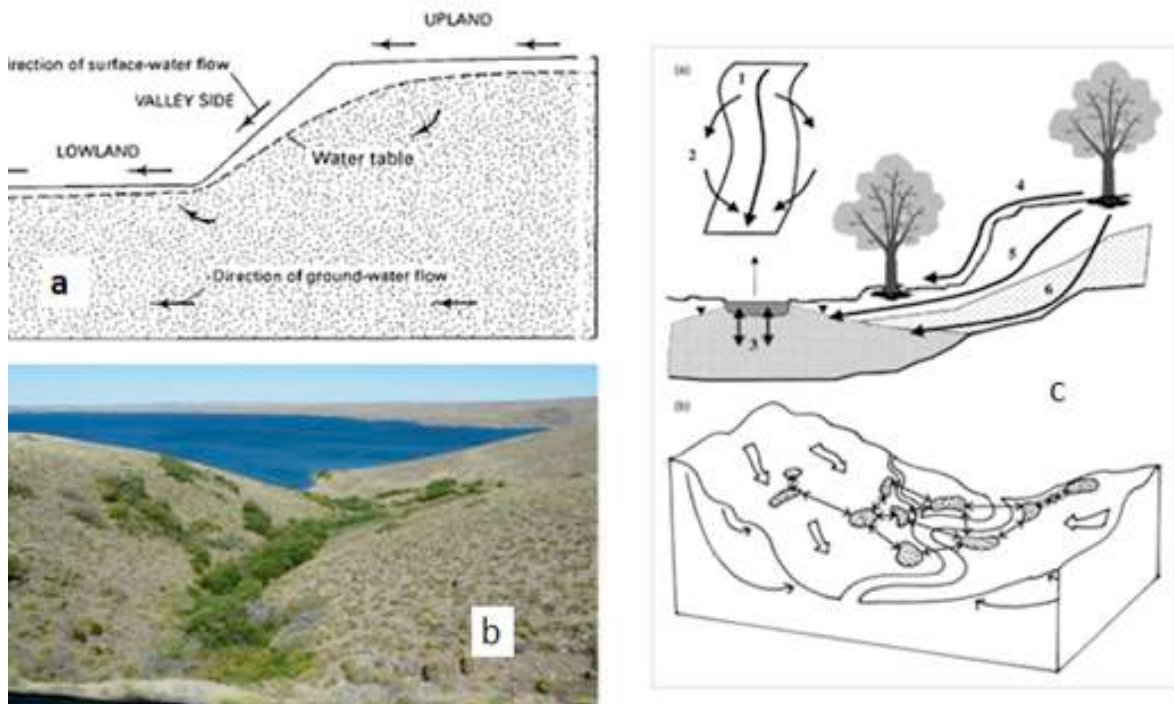 UPLAND
irection of surface-water flow
VALLEY SIDE
LOWLAND
Water table
Direction of ground-water flow
a
b
(a)
1
2
3
4
5
6
c
(b)